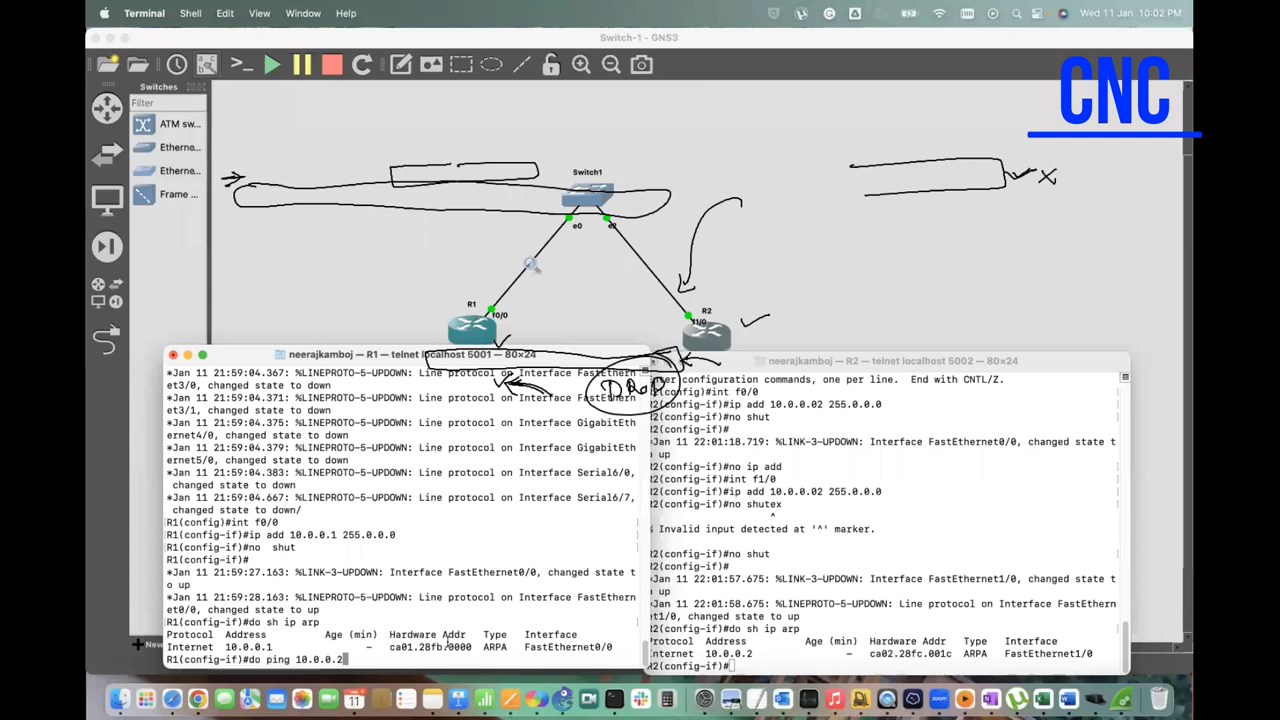 Terminal Shell Edit View Window Help Wed 11 Jan 10:02 PM
Switch-1 - GNS3
CNC
Switches
Filter
ATM sw...
Etherne...
Etherne...
Frame ...
Switch1
e0
R1
f0/0
R2
f1/0
DROP
neerajkamboj — R1 — telnet localhost 5001 — 80×24
*Jan 11 21:59:04.367: %LINEPROTO-5-UPDOWN: Line protocol on Interface FastEthern
et3/0, changed state to down
*Jan 11 21:59:04.371: %LINEPROTO-5-UPDOWN: Line protocol on Interface FastEthern
et3/1, changed state to down
*Jan 11 21:59:04.375: %LINEPROTO-5-UPDOWN: Line protocol on Interface GigabitEth
ernet4/0, changed state to down
*Jan 11 21:59:04.379: %LINEPROTO-5-UPDOWN: Line protocol on Interface GigabitEth
ernet5/0, changed state to down
*Jan 11 21:59:04.383: %LINEPROTO-5-UPDOWN: Line protocol on Interface Serial6/0,
changed state to down
*Jan 11 21:59:04.667: %LINEPROTO-5-UPDOWN: Line protocol on Interface Serial6/7,
changed state to down/
R1(config)#int f0/0
R1(config-if)#ip add 10.0.0.1 255.0.0.0
R1(config-if)#no  shut
R1(config-if)#
*Jan 11 21:59:27.163: %LINK-3-UPDOWN: Interface FastEthernet0/0, changed state t
o up
*Jan 11 21:59:28.163: %LINEPROTO-5-UPDOWN: Line protocol on Interface FastEthern
et0/0, changed state to up
R1(config-if)#do sh ip arp
Protocol Address Age (min) Hardware Addr Type Interface
Internet 10.0.0.1 - ca01.28fb.0000 ARPA FastEthernet0/0
R1(config-if)#do ping 10.0.0.2
neerajkamboj — R2 — telnet localhost 5002 — 80×24
nter configuration commands, one per line.  End with CNTL/Z.
R2(config)#int f0/0
R2(config-if)#ip add 10.0.0.02 255.0.0.0
R2(config-if)#no shut
R2(config-if)#
*Jan 11 22:01:18.719: %LINK-3-UPDOWN: Interface FastEthernet0/0, changed state t
o up
R2(config-if)#no ip add
R2(config-if)#int f1/0
R2(config-if)#ip add 10.0.0.02 255.0.0.0
R2(config-if)#no shutex
^
% Invalid input detected at '^' marker.
R2(config-if)#no shut
R2(config-if)#
*Jan 11 22:01:57.675: %LINK-3-UPDOWN: Interface FastEthernet1/0, changed state t
o up
*Jan 11 22:01:58.675: %LINEPROTO-5-UPDOWN: Line protocol on Interface FastEthern
et1/0, changed state to up
R2(config-if)#do sh ip arp
Protocol Address Age (min) Hardware Addr Type Interface
Internet 10.0.0.2 - ca02.28fc.001c ARPA FastEthernet1/0
R2(config-if)#
New